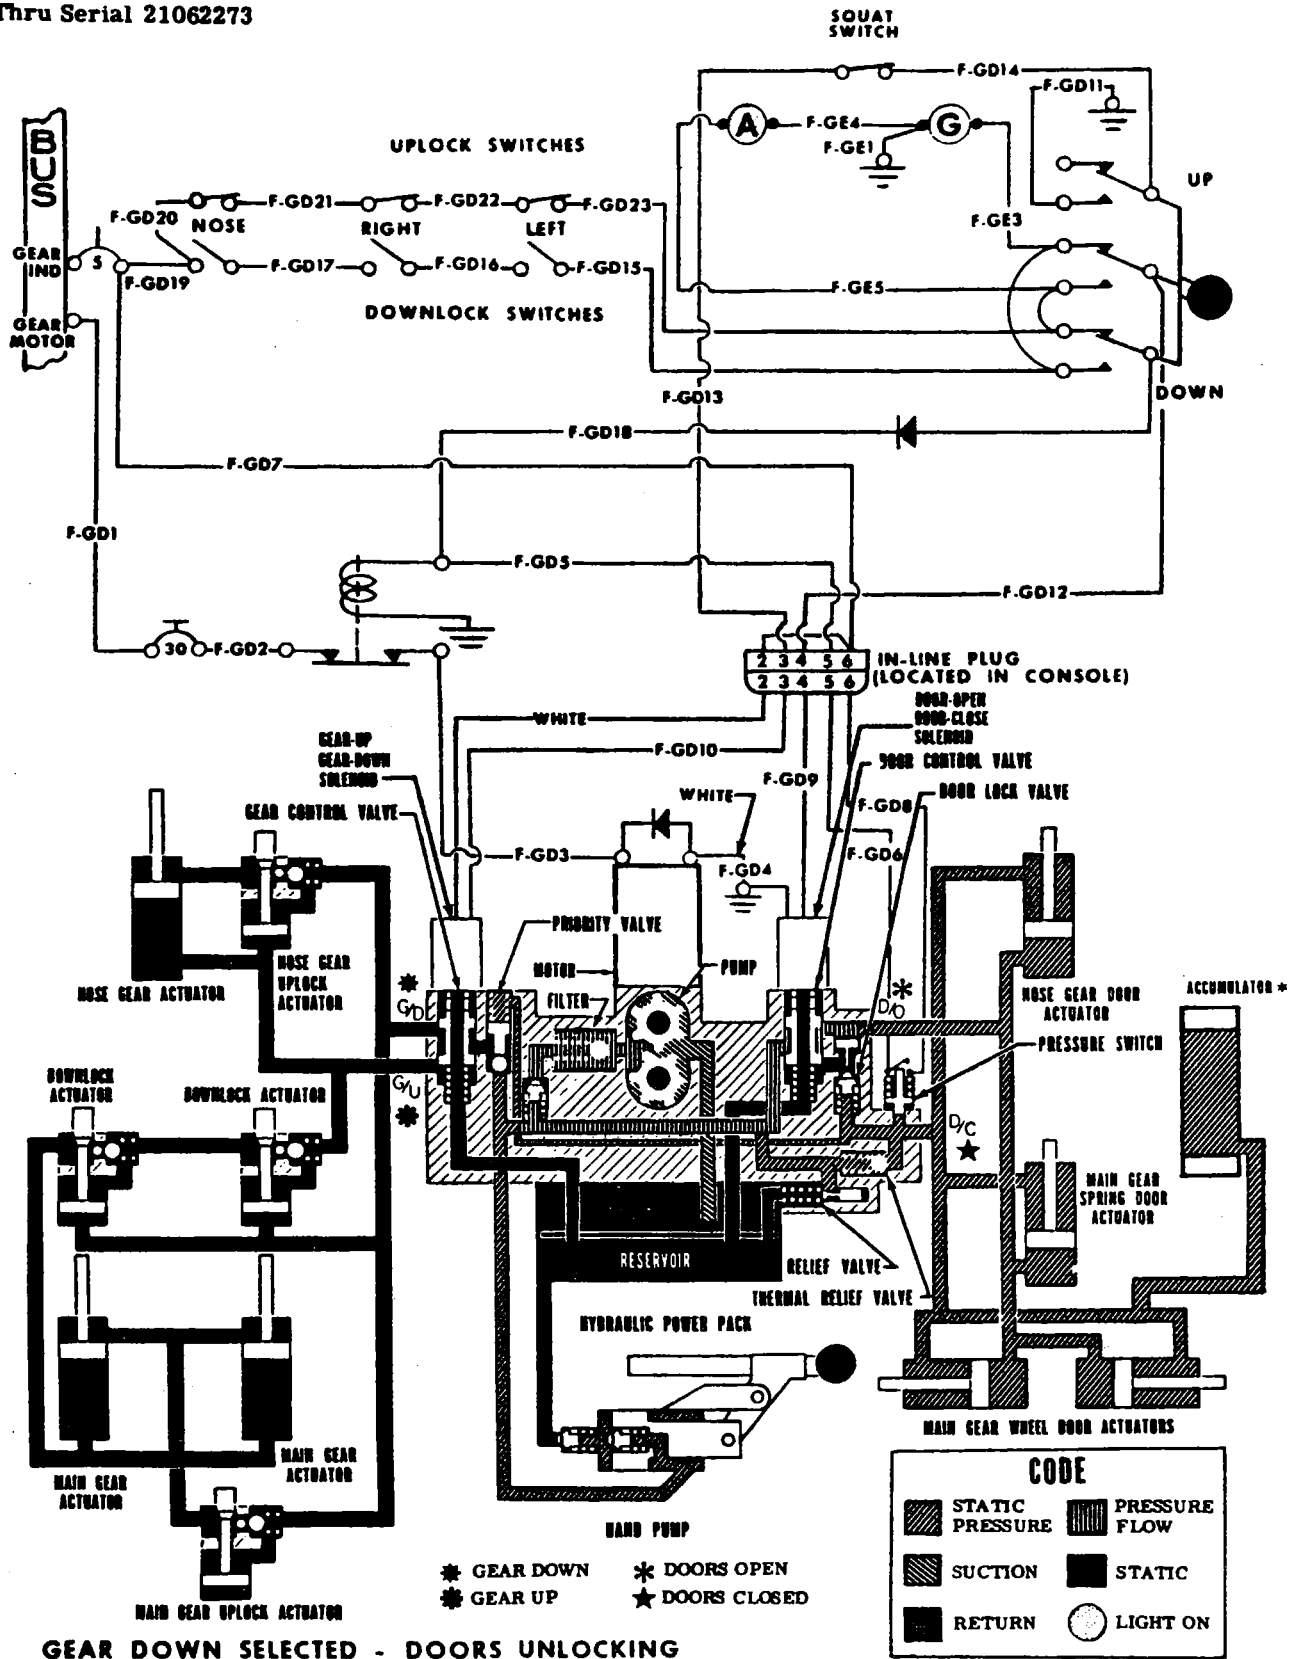 Thru Serial 21062273
SQUAT
SWITCH
F-GD14
F-GD11
BUS
A
F-GE4
G
F-GE1
UPLOCK SWITCHES
UP
F-GD20
NOSE
F-GD21
RIGHT
F-GD22
LEFT
F-GD23
F-GE3
GEAR
IND
5
F-GD19
F-GD17
F-GD16
F-GD15
F-GE5
GEAR
MOTOR
DOWNLOCK SWITCHES
F-GD13
DOWN
F-GD18
F-GD7
F-GD1
F-GD5
F-GD12
30
F-GD2
2 3 4 5 6
2 3 4 5 6
IN-LINE PLUG
(LOCATED IN CONSOLE)
WHITE
DOOR-OPEN
DOOR-CLOSE
SOLENOID
GEAR-UP
GEAR-DOWN
SOLENOID
F-GD10
DOOR CONTROL VALVE
F-GD9
GEAR CONTROL VALVE
WHITE
F-GD8
DOOR LOCK VALVE
F-GD3
F-GD4
F-GD6
PRIORITY VALVE
MOTOR
PUMP
FILTER
NOSE GEAR ACTUATOR
NOSE GEAR
UPLOCK
ACTUATOR
G/D
D/O
NOSE GEAR DOOR
ACTUATOR
ACCUMULATOR *
PRESSURE SWITCH
DOWNLOCK
ACTUATOR
DOWNLOCK ACTUATOR
G/U
D/C
MAIN GEAR
SPRING DOOR
ACTUATOR
RESERVOIR
RELIEF VALVE
THERMAL RELIEF VALVE
HYDRAULIC POWER PACK
MAIN GEAR WHEEL DOOR ACTUATORS
MAIN GEAR
ACTUATOR
MAIN GEAR
ACTUATOR
HAND PUMP
MAIN GEAR UPLOCK ACTUATOR
GEAR DOWN
DOORS OPEN
GEAR UP
DOORS CLOSED
CODE
STATIC
PRESSURE
PRESSURE
FLOW
SUCTION
STATIC
RETURN
LIGHT ON
GEAR DOWN SELECTED - DOORS UNLOCKING